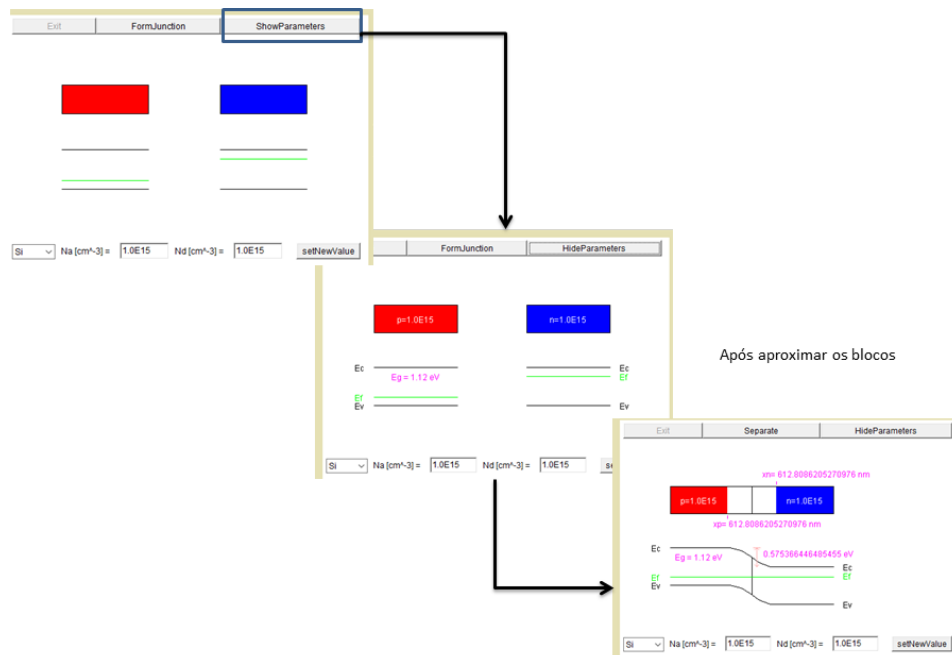 Exit FormJunction ShowParameters
Si Na [cm^-3] = 1.0E15 Nd [cm^-3] = 1.0E15 setNewValue
FormJunction HideParameters
p=1.0E15 n=1.0E15
Ec Ec
Eg = 1.12 eV Ef
Ef
Ev Ev
Si Na [cm^-3] = 1.0E15 Nd [cm^-3] = 1.0E15
Após aproximar os blocos
Exit Separate HideParameters
xn= 612.8086205270976 nm
p=1.0E15 n=1.0E15
xp= 612.8086205270976 nm
Ec Eg = 1.12 eV 0.575366446485455 eV
Ec
Ef Ef
Ev
Ev
Si Na [cm^-3] = 1.0E15 Nd [cm^-3] = 1.0E15 setNewValue